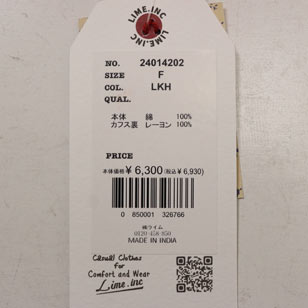 LIME.INC
LIME.INC
NO. 24014202
SIZE F
COL. LKH
QUAL.
本体 綿 100%
カフス裏 レーヨン 100%
PRICE
本体価格 ¥6,300 (税込 ¥6,930)
0 850001 326766
㈱ライム
0120-458-850
MADE IN INDIA
Casual Clothes
for
Comfort and Wear
Lime.inc